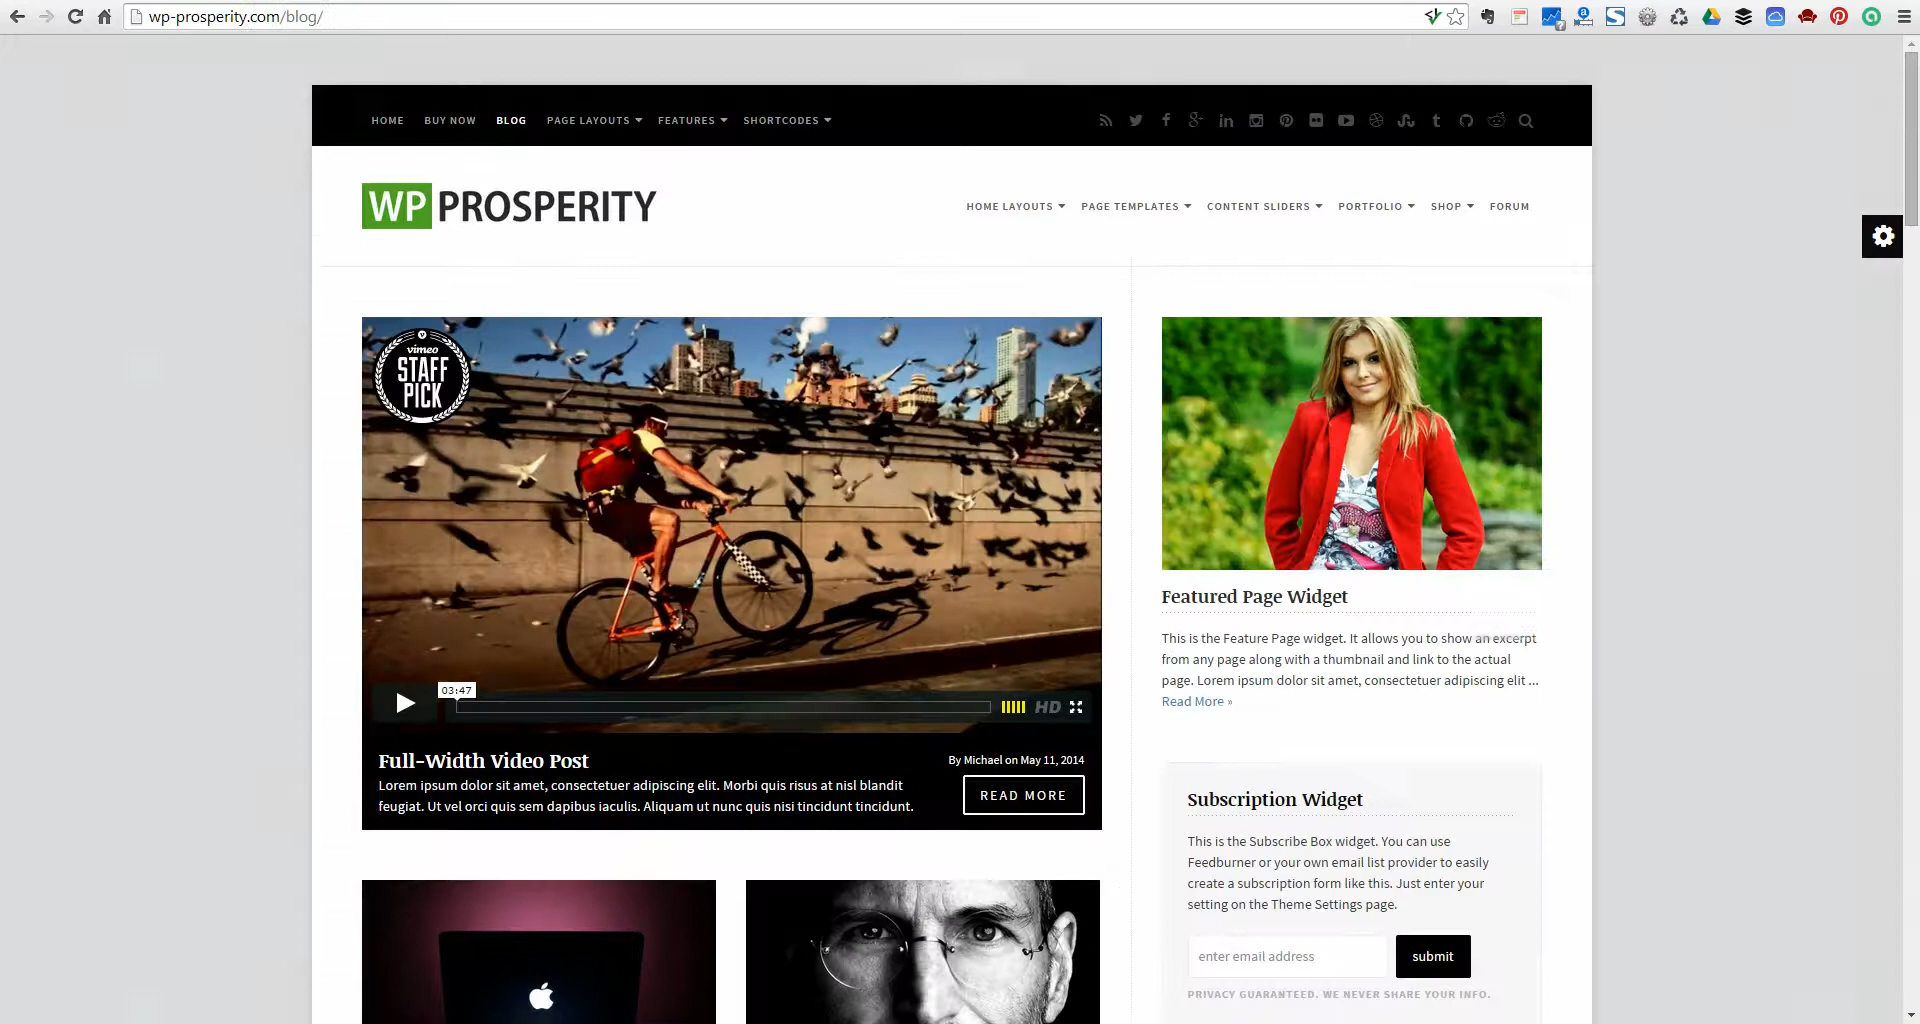 wp-prosperity.com/blog/
HOME BUY NOW BLOG PAGE LAYOUTS FEATURES SHORTCODES
WP PROSPERITY
HOME LAYOUTS PAGE TEMPLATES CONTENT SLIDERS PORTFOLIO SHOP FORUM
vimeo
STAFF
PICK
03:47
HD
Full-Width Video Post
By Michael on May 11, 2014
Lorem ipsum dolor sit amet, consectetuer adipiscing elit. Morbi quis risus at nisl blandit
feugiat. Ut vel orci quis sem dapibus iaculis. Aliquam ut nunc quis nisi tincidunt tincidunt.
READ MORE
Featured Page Widget
This is the Feature Page widget. It allows you to show an excerpt
from any page along with a thumbnail and link to the actual
page. Lorem ipsum dolor sit amet, consectetuer adipiscing elit ...
Read More »
Subscription Widget
This is the Subscribe Box widget. You can use
Feedburner or your own email list provider to easily
create a subscription form like this. Just enter your
setting on the Theme Settings page.
enter email address
submit
PRIVACY GUARANTEED. WE NEVER SHARE YOUR INFO.